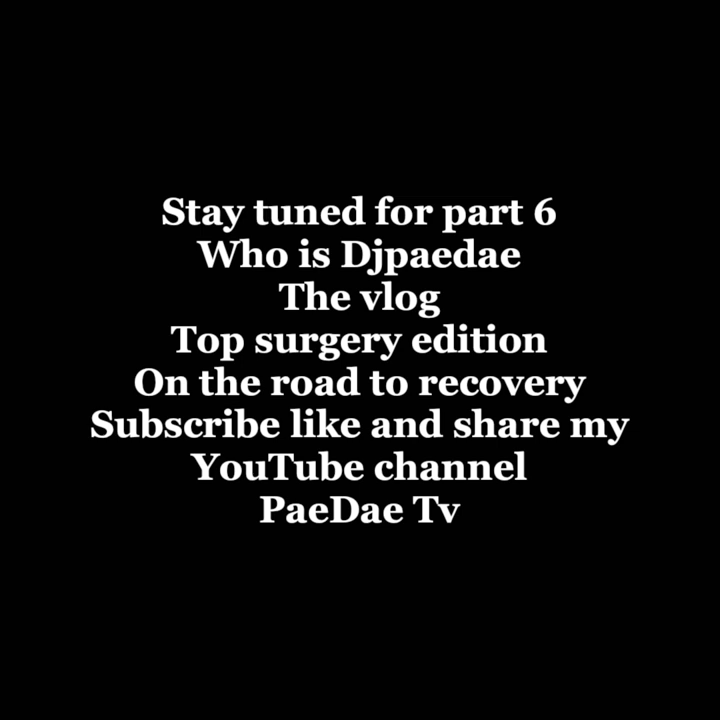 Stay tuned for part 6
Who is Djpaedae
The vlog
Top surgery edition
On the road to recovery
Subscribe like and share my
YouTube channel
PaeDae Tv